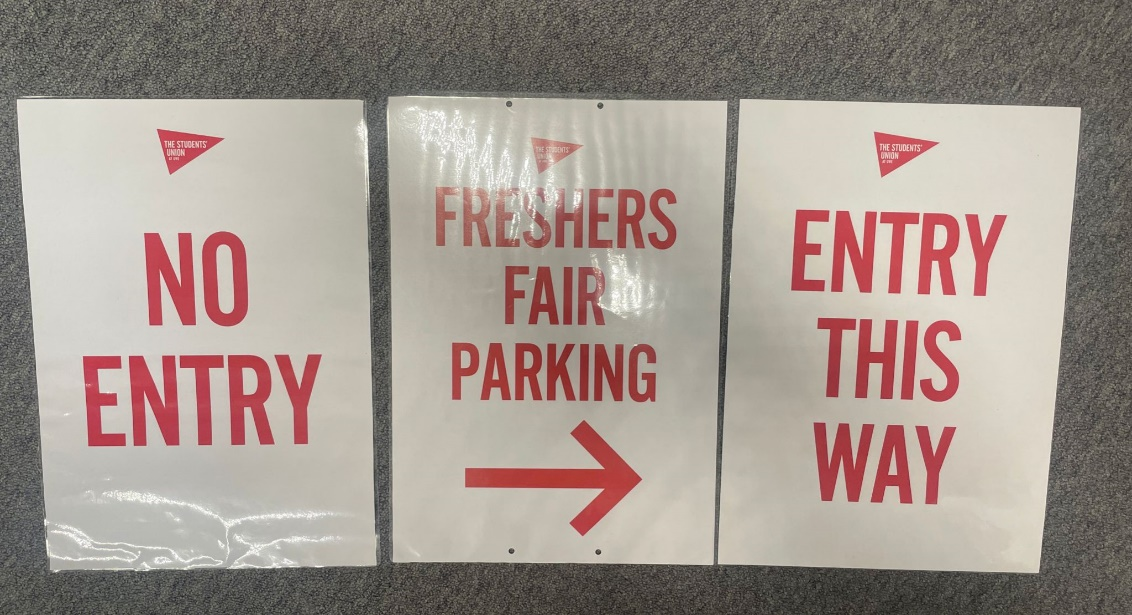 THE STUDENTS'
UNION
NO
ENTRY
THE STUDENTS'
UNION
FRESHERS
FAIR
PARKING
THE STUDENTS'
UNION
ENTRY
THIS
WAY